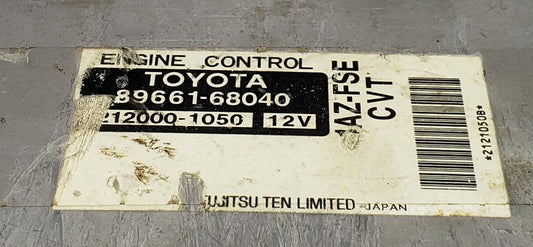 ENGINE CONTROL
TOYOTA
89661-68040
212000-1050 12V
1AZ-FSE
CVT
*21210508*
FUJITSU TEN LIMITED JAPAN